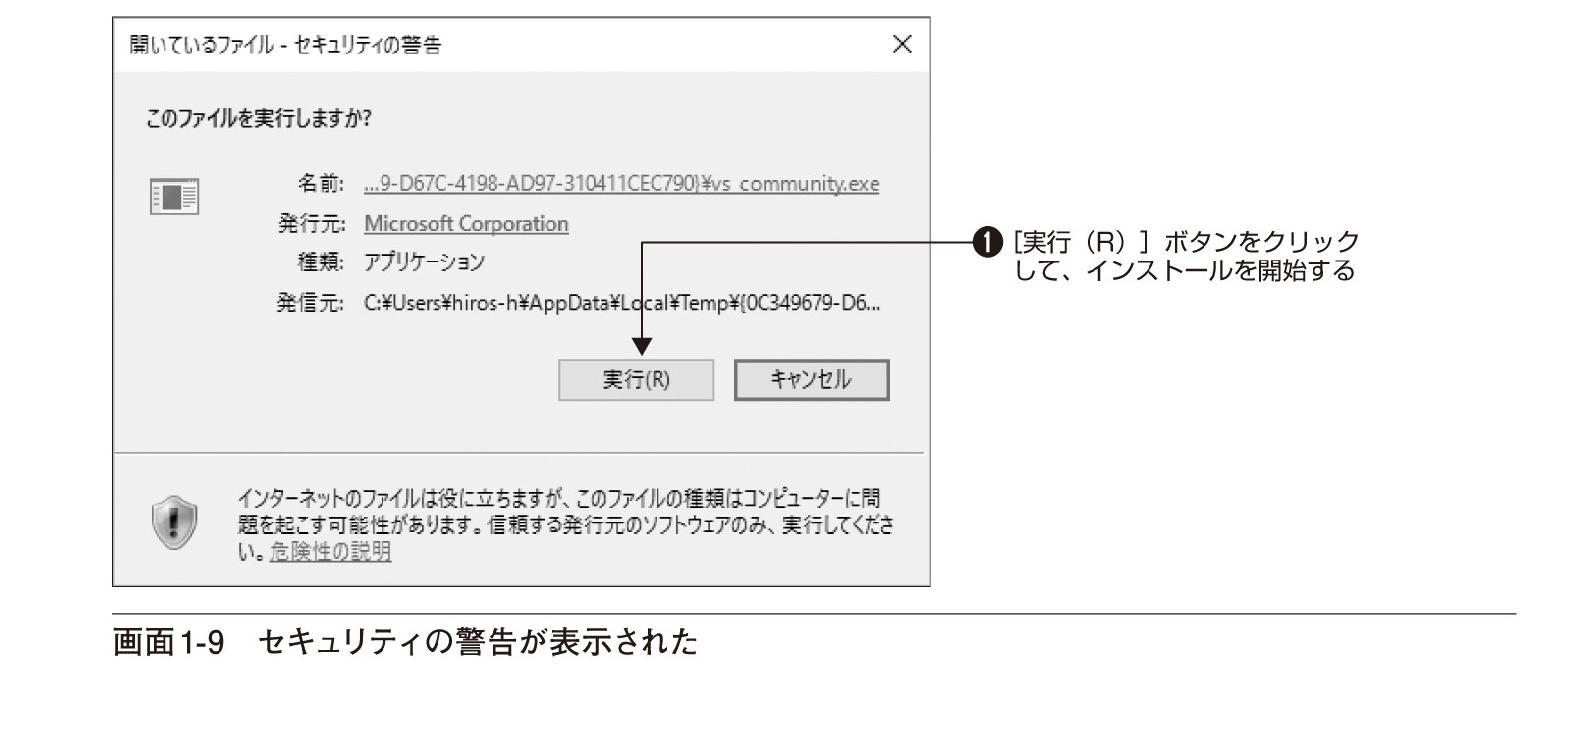 開いているファイル - セキュリティの警告
このファイルを実行しますか?
名前: ...9-D67C-4198-AD97-310411CEC790}¥vs_community.exe
発行元: Microsoft Corporation
種類: アプリケーション
発信元: C:¥Users¥hiros-h¥AppData¥Local¥Temp¥{0C349679-D6...
実行(R) キャンセル
インターネットのファイルは役に立ちますが、このファイルの種類はコンピューターに問
題を起こす可能性があります。信頼する発行元のソフトウェアのみ、実行してくださ
い。危険性の説明
❶ [実行（R）] ボタンをクリック
して、インストールを開始する
画面1-9 セキュリティの警告が表示された